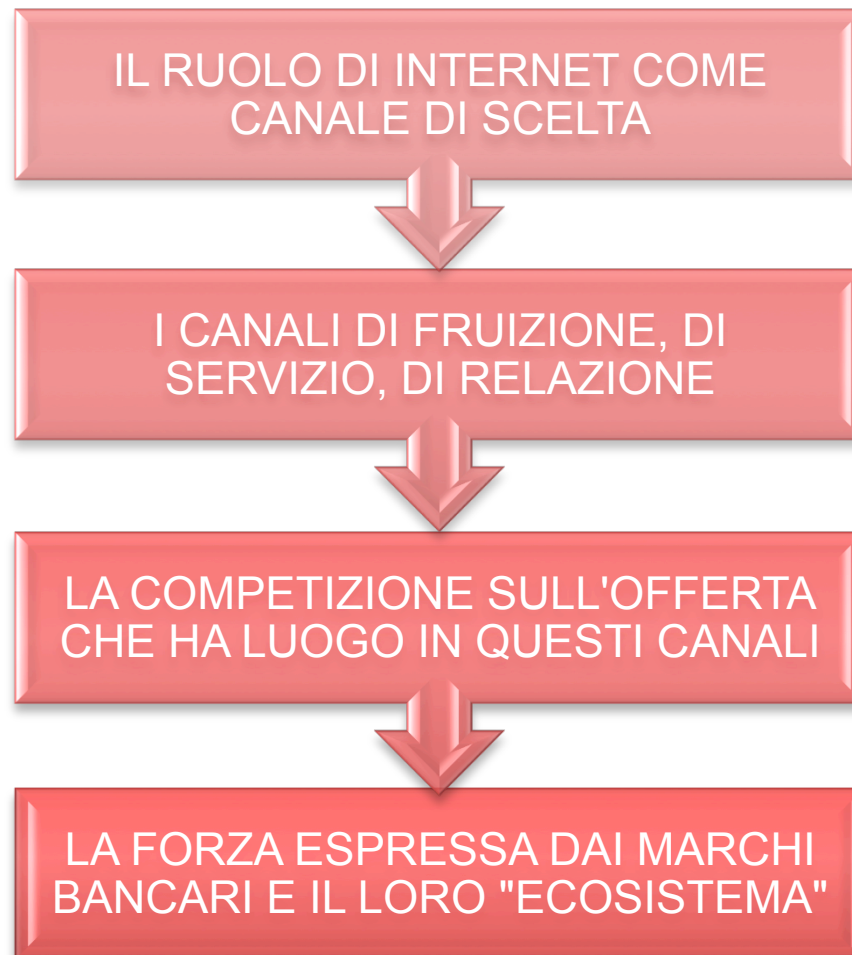 IL RUOLO DI INTERNET COME
CANALE DI SCELTA
I CANALI DI FRUIZIONE, DI
SERVIZIO, DI RELAZIONE
LA COMPETIZIONE SULL'OFFERTA
CHE HA LUOGO IN QUESTI CANALI
LA FORZA ESPRESSA DAI MARCHI
BANCARI E IL LORO "ECOSISTEMA"